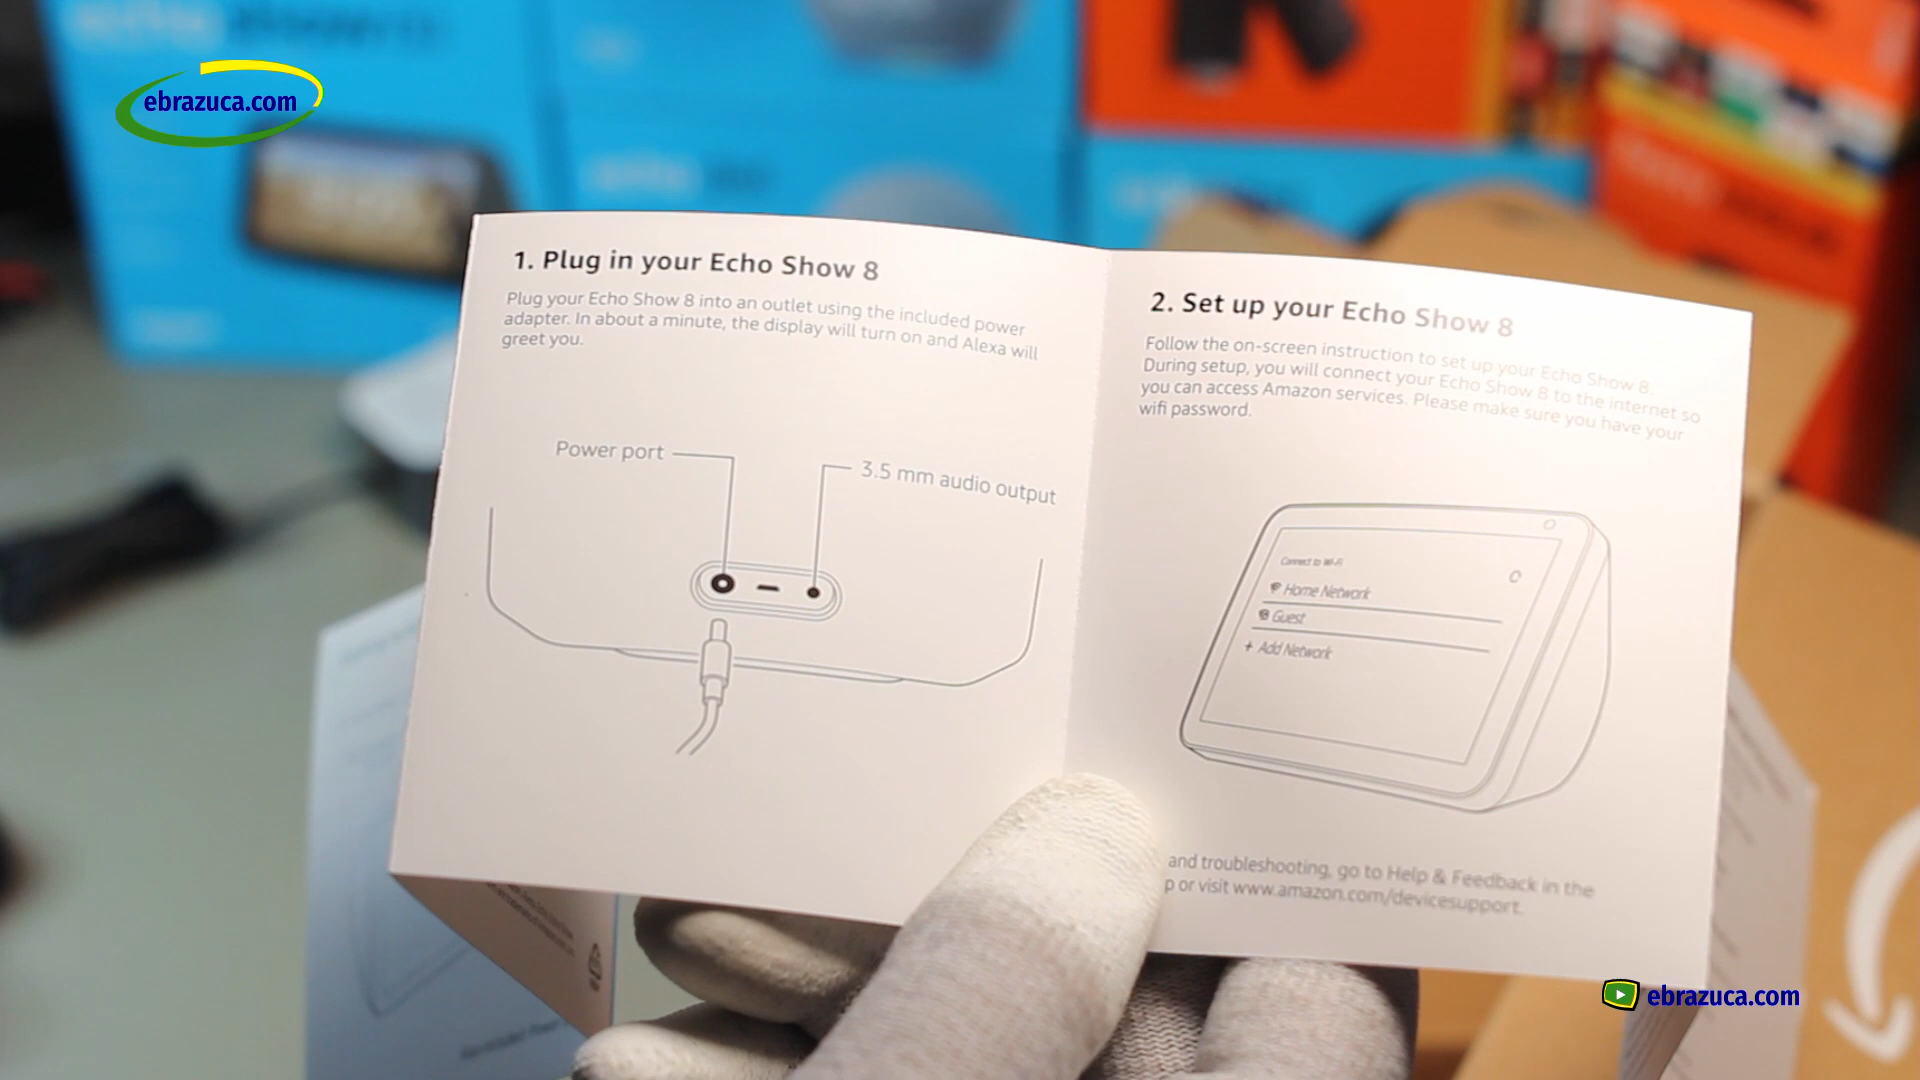 ebrazuca.com
1. Plug in your Echo Show 8
Plug your Echo Show 8 into an outlet using the included power
adapter. In about a minute, the display will turn on and Alexa will
greet you.
Power port
3.5 mm audio output
2. Set up your Echo Show 8
Follow the on-screen instruction to set up your Echo Show 8.
During setup, you will connect your Echo Show 8 to the internet so
you can access Amazon services. Please make sure you have your
wifi password.
Connect to Wi-Fi
Home Network
Guest
+ Add Network
and troubleshooting, go to Help & Feedback in the
p or visit www.amazon.com/devicesupport.
ebrazuca.com